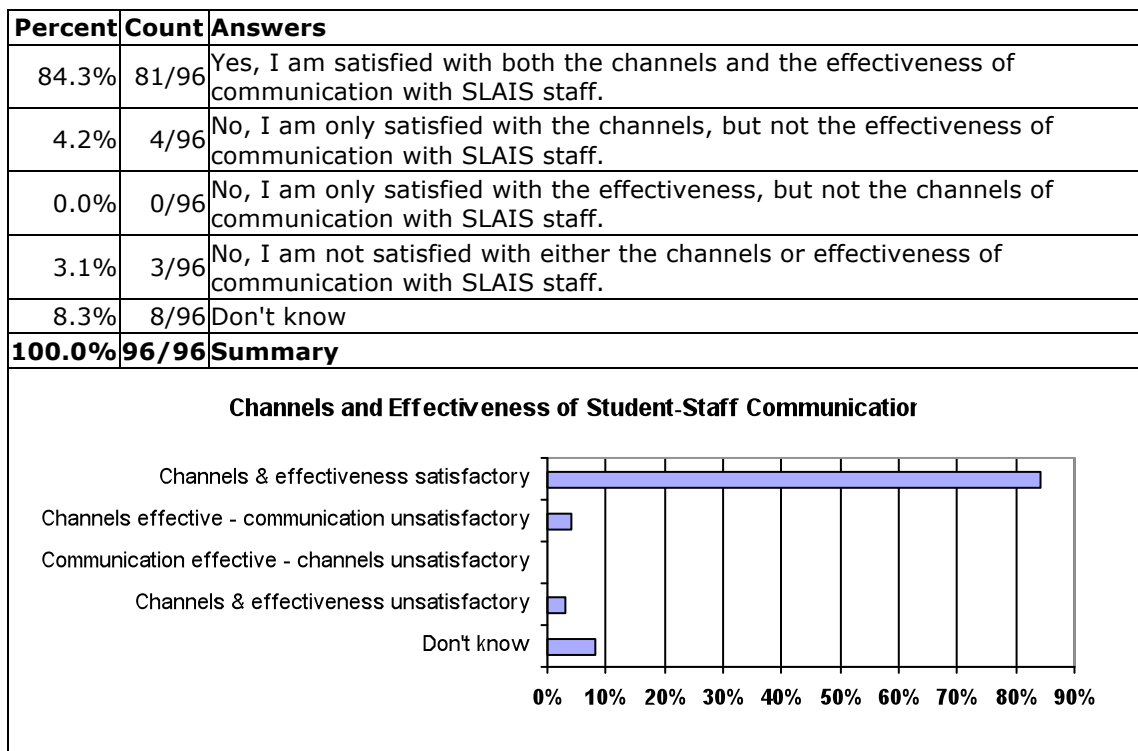 Percent Count Answers
84.3% 81/96 Yes, I am satisfied with both the channels and the effectiveness of
communication with SLAIS staff.
4.2% 4/96 No, I am only satisfied with the channels, but not the effectiveness of
communication with SLAIS staff.
0.0% 0/96 No, I am only satisfied with the effectiveness, but not the channels of
communication with SLAIS staff.
3.1% 3/96 No, I am not satisfied with either the channels or effectiveness of
communication with SLAIS staff.
8.3% 8/96 Don't know
100.0% 96/96 Summary
Channels and Effectiveness of Student-Staff Communication
Channels & effectiveness satisfactory
Channels effective - communication unsatisfactory
Communication effective - channels unsatisfactory
Channels & effectiveness unsatisfactory
Don't know
0% 10% 20% 30% 40% 50% 60% 70% 80% 90%